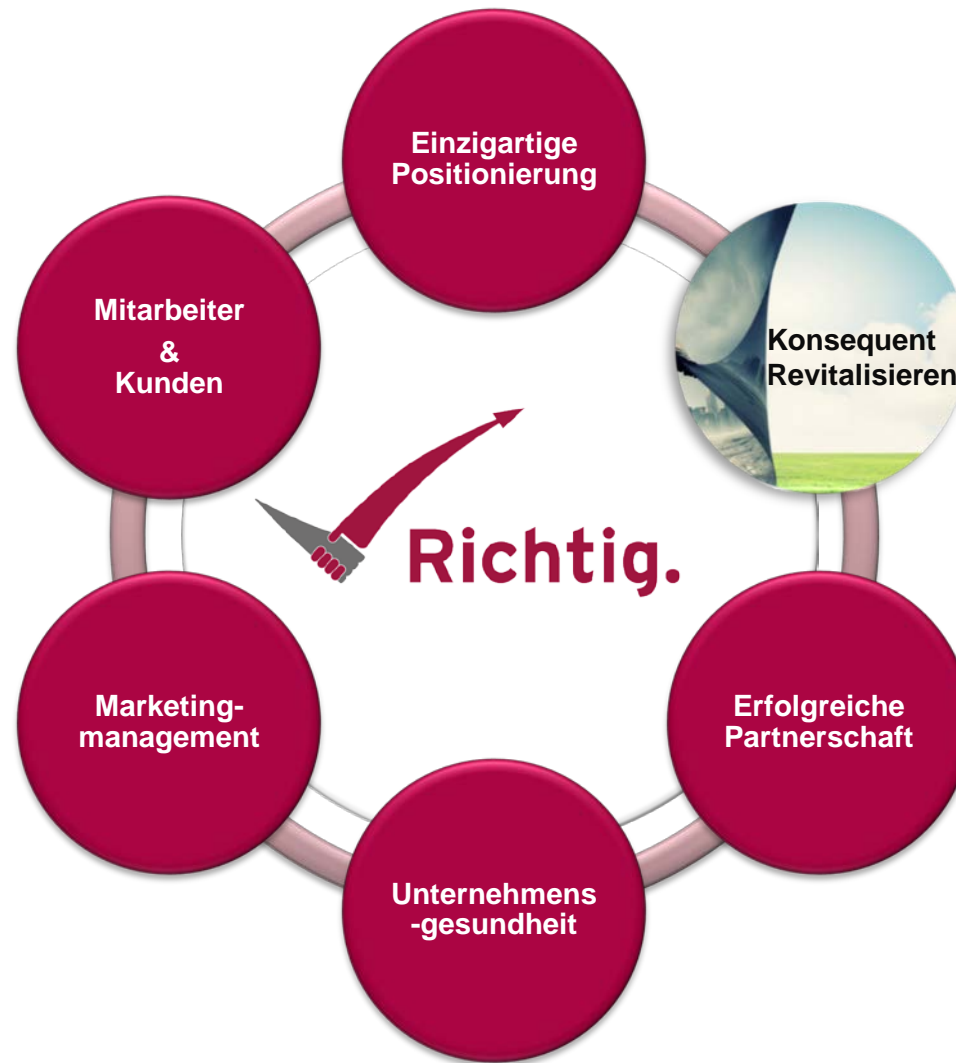 Einzigartige
Positionierung
Konsequent
Revitalisieren
Erfolgreiche
Partnerschaft
Unternehmens
-gesundheit
Marketing-
management
Mitarbeiter
&
Kunden
Richtig.